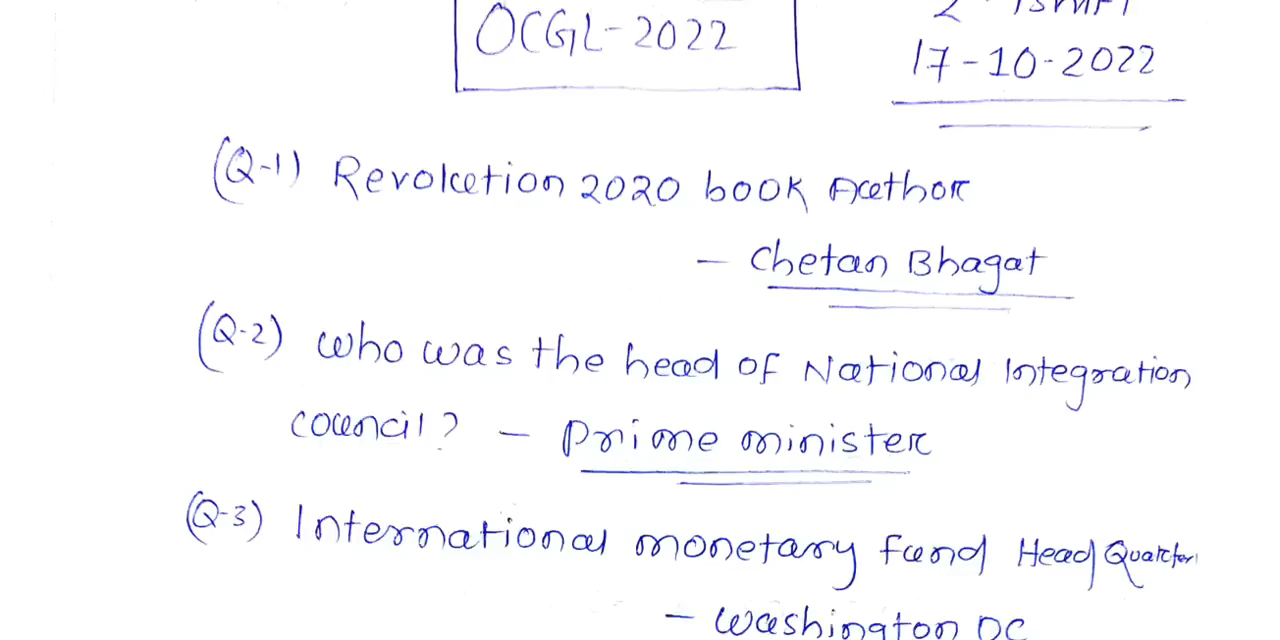 OCGL-2022
17-10-2022
(Q-1) Revolution 2020 book Author
- Chetan Bhagat
(Q-2) Who was the head of National Integration
council? - Prime minister
(Q-3) International monetary fund Head Quarter
- Washington DC